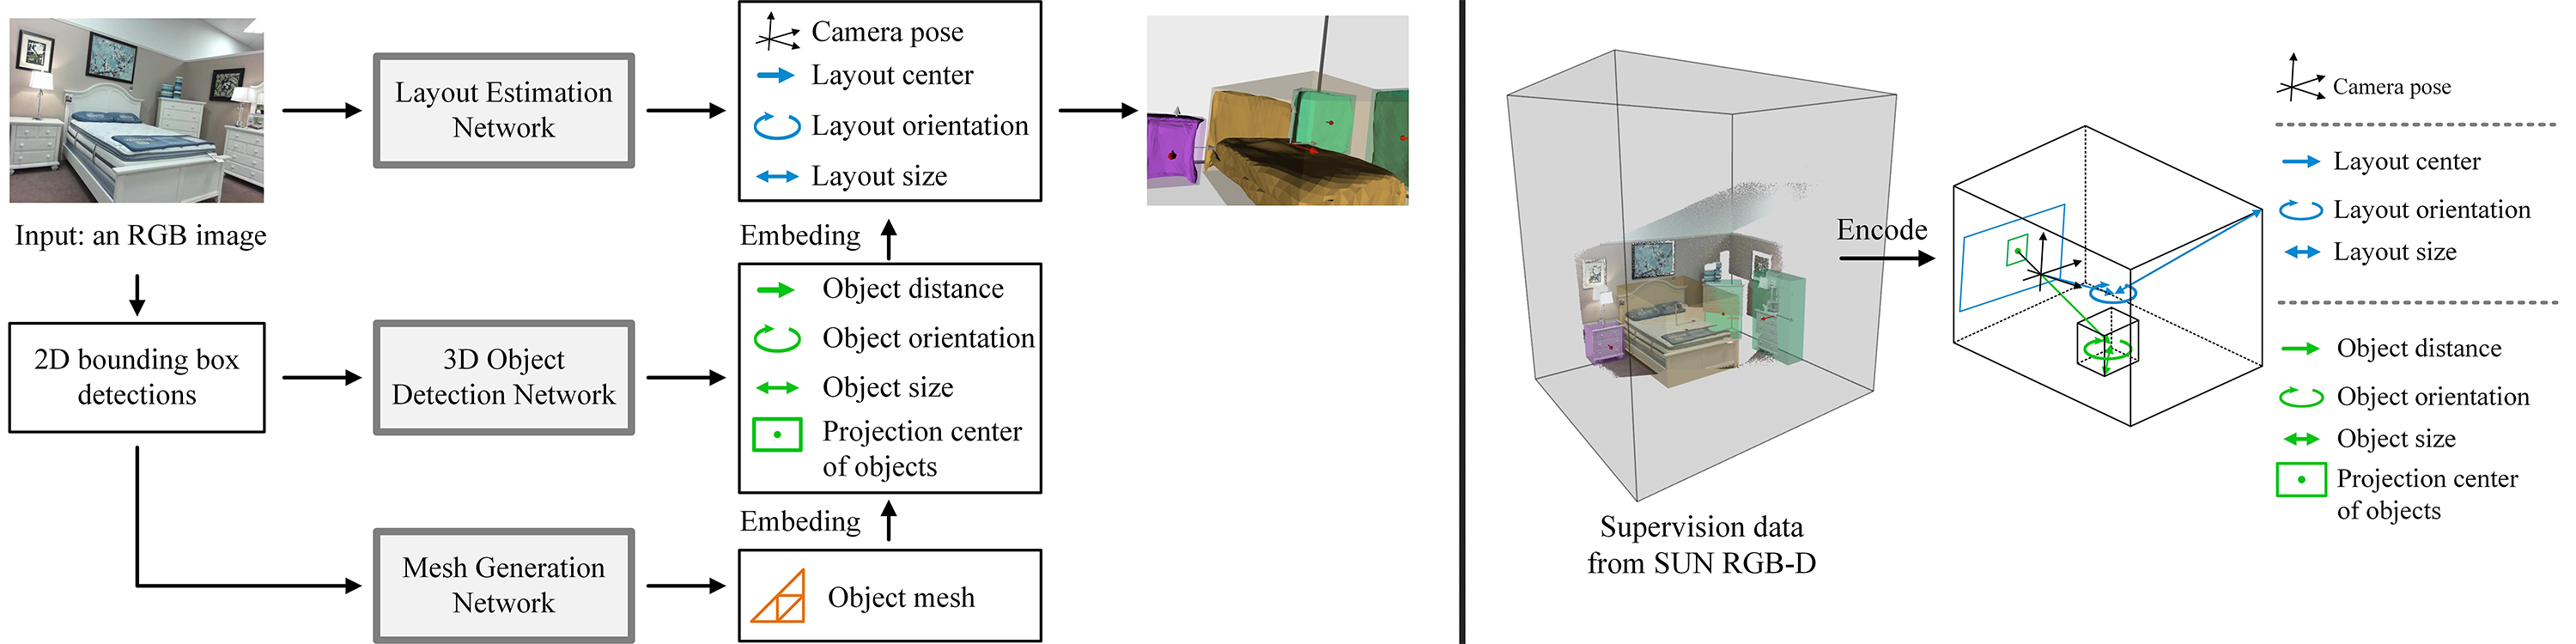 Input: an RGB image
2D bounding box
detections
Layout Estimation
Network
3D Object
Detection Network
Mesh Generation
Network
Camera pose
Layout center
Layout orientation
Layout size
Embeding
Object distance
Object orientation
Object size
Projection center
of objects
Embeding
Object mesh
Supervision data
from SUN RGB-D
Encode
Camera pose
Layout center
Layout orientation
Layout size
Object distance
Object orientation
Object size
Projection center
of objects